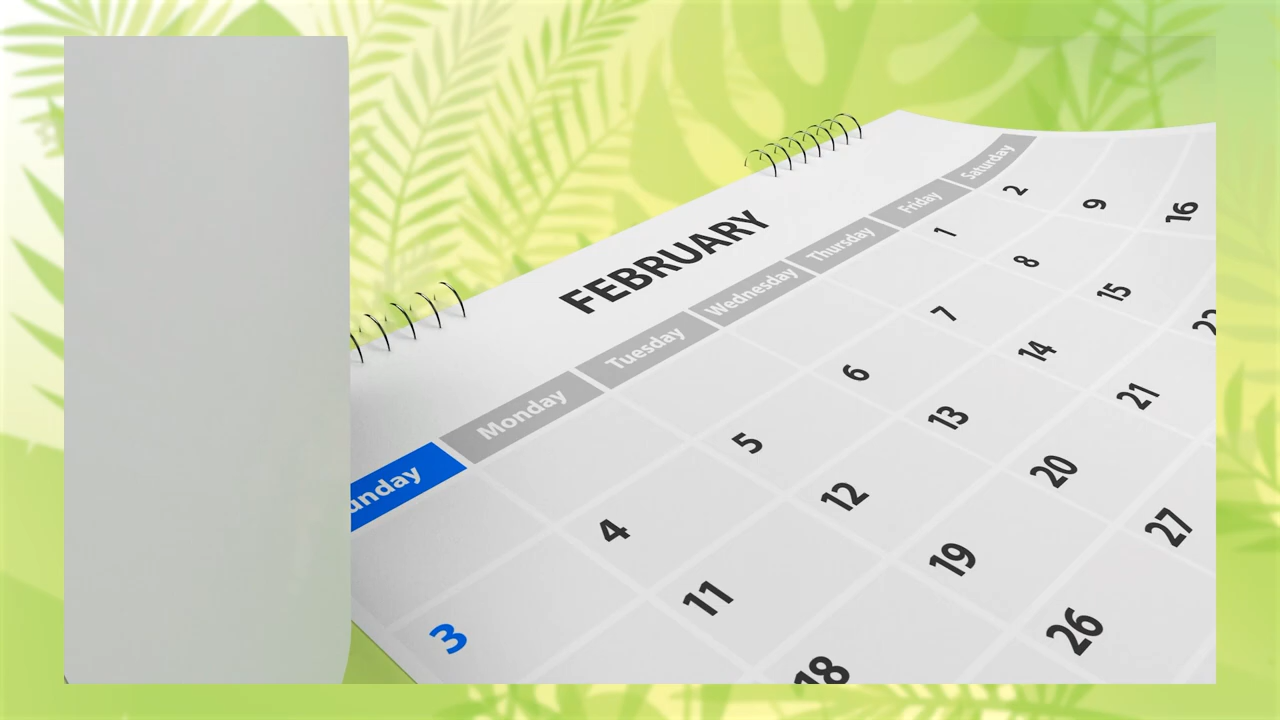 FEBRUARY
unday Monday Tuesday Wednesday Thursday Friday Saturday
1 2
3 4 5 6 7 8 9
11 12 13 14 15 16
18 19 20 21
26 27